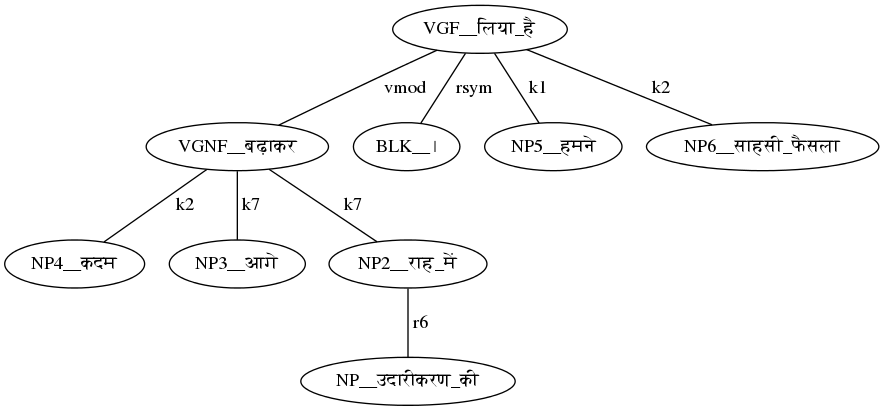 VGF__लिया_है
vmod rsym k1 k2
VGNF__बढ़ाकर BLK__। NP5__हमने NP6__साहसी_फैसला
k2 k7 k7
NP4__कदम NP3__आगे NP2__राह_में
r6
NP__उदारीकरण_की